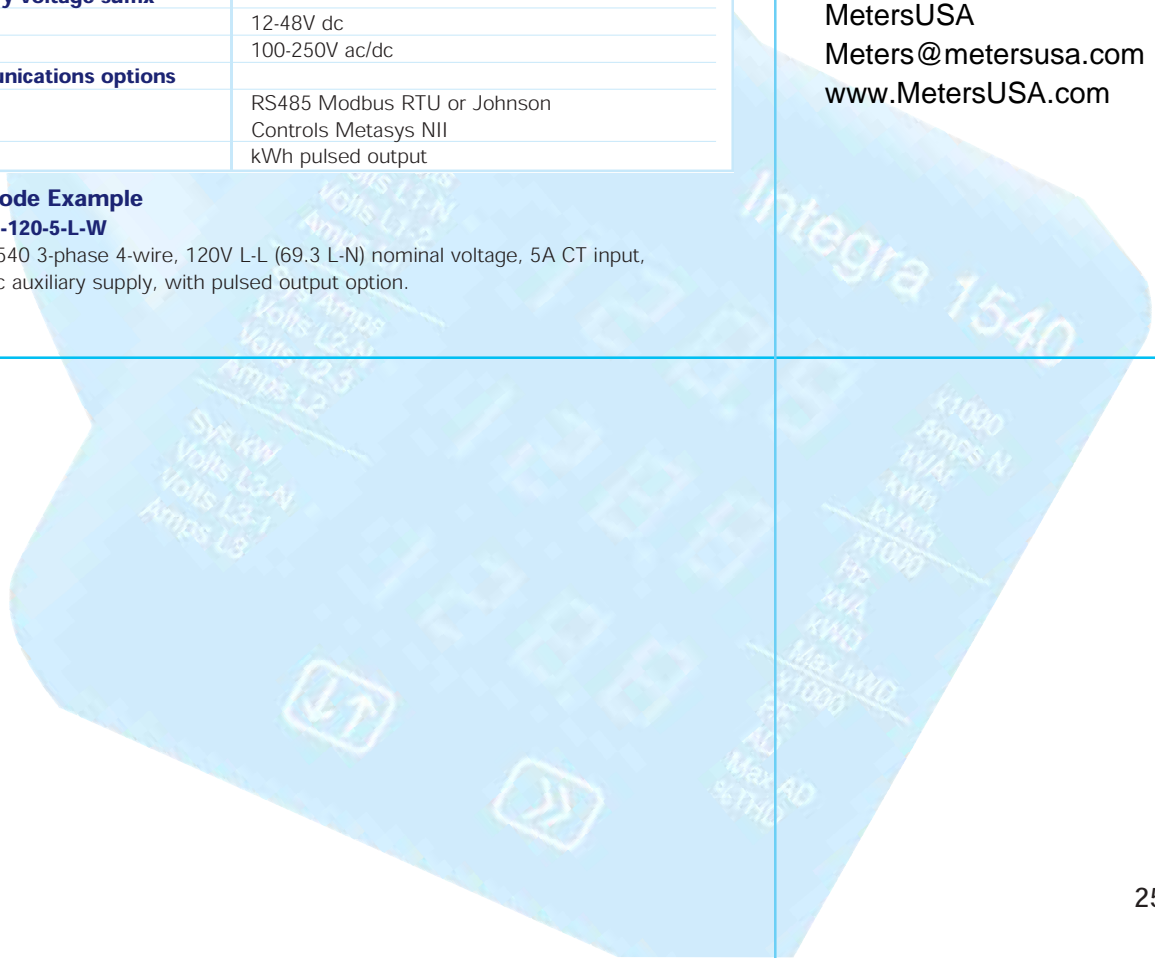 y voltage suffix
12-48V dc
100-250V ac/dc
unications options
RS485 Modbus RTU or Johnson
Controls Metasys NII
kWh pulsed output
ode Example
-120-5-L-W
540 3-phase 4-wire, 120V L-L (69.3 L-N) nominal voltage, 5A CT input,
c auxiliary supply, with pulsed output option.
MetersUSA
Meters@metersusa.com
www.MetersUSA.com
Integra 1540
Volts L1-N
Volts L1-2
Sys Amps
Volts L2-N
Volts L2-3
Amps L2
Sys kW
Volts L3-N
Volts L3-1
Amps L3
x1000
Amps N
kVAr
kWh
kVArh
x1000
Hz
kVA
kWD
Max kWD
x1000
PF
AD
Max AD
%THD
25